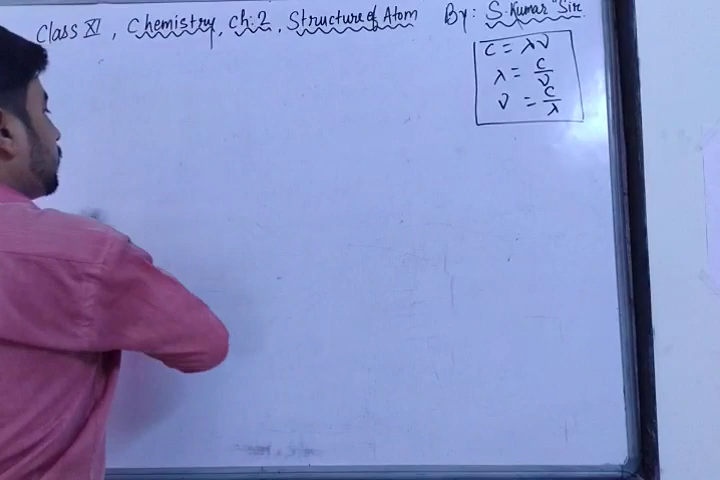 Class XI, Chemistry, Ch:2, Structure of Atom By: S. Kumar "Sir
C = λν
λ = C/ν
ν = C/λ